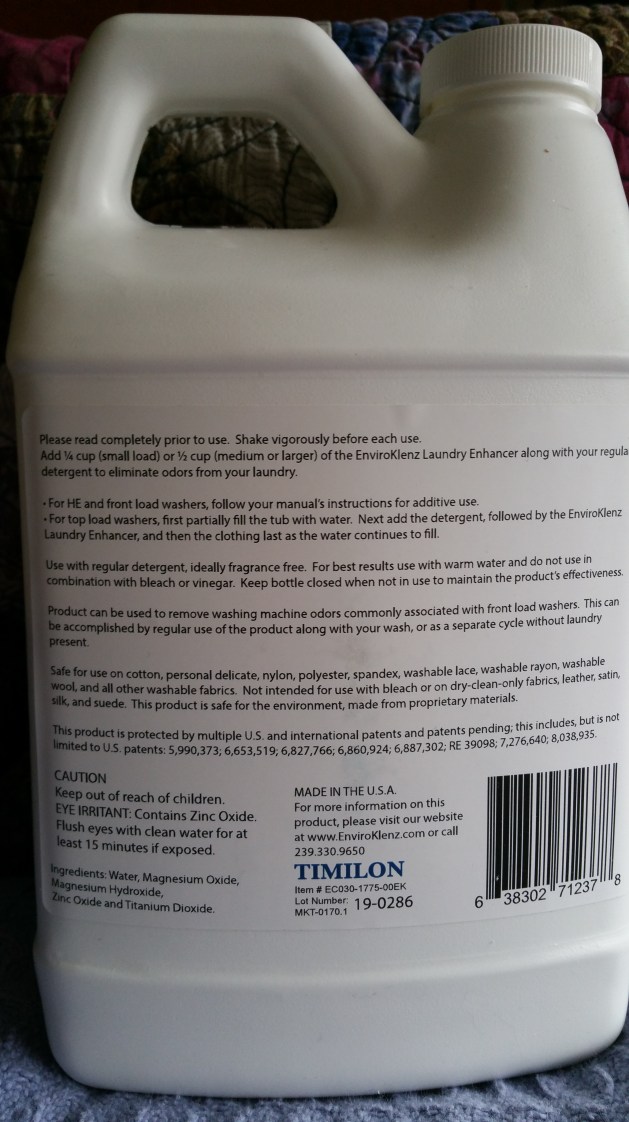 Please read completely prior to use. Shake vigorously before each use.
Add ¼ cup (small load) or ½ cup (medium or larger) of the EnviroKlenz Laundry Enhancer along with your regula
detergent to eliminate odors from your laundry.
• For HE and front load washers, follow your manual's instructions for additive use.
• For top load washers, first partially fill the tub with water. Next add the detergent, followed by the EnviroKlenz
Laundry Enhancer, and then the clothing last as the water continues to fill.
Use with regular detergent, ideally fragrance free. For best results use with warm water and do not use in
combination with bleach or vinegar. Keep bottle closed when not in use to maintain the product's effectiveness.
Product can be used to remove washing machine odors commonly associated with front load washers. This can
be accomplished by regular use of the product along with your wash, or as a separate cycle without laundry
present.
Safe for use on cotton, personal delicate, nylon, polyester, spandex, washable lace, washable rayon, washable
wool, and all other washable fabrics. Not intended for use with bleach or on dry-clean-only fabrics, leather, satin,
silk, and suede. This product is safe for the environment, made from proprietary materials.
This product is protected by multiple U.S. and international patents and patents pending; this includes, but is not
limited to U.S. patents: 5,990,373; 6,653,519; 6,827,766; 6,860,924; 6,887,302; RE 39098; 7,276,640; 8,038,935.
CAUTION
Keep out of reach of children.
EYE IRRITANT: Contains Zinc Oxide.
Flush eyes with clean water for at
least 15 minutes if exposed.
Ingredients: Water, Magnesium Oxide,
Magnesium Hydroxide,
Zinc Oxide and Titanium Dioxide.
MADE IN THE U.S.A.
For more information on this
product, please visit our website
at www.EnviroKlenz.com or call
239.330.9650
TIMILON
Item # EC030-1775-00EK
Lot Number: 19-0286
MKT-0170.1
6 38302 71237 8